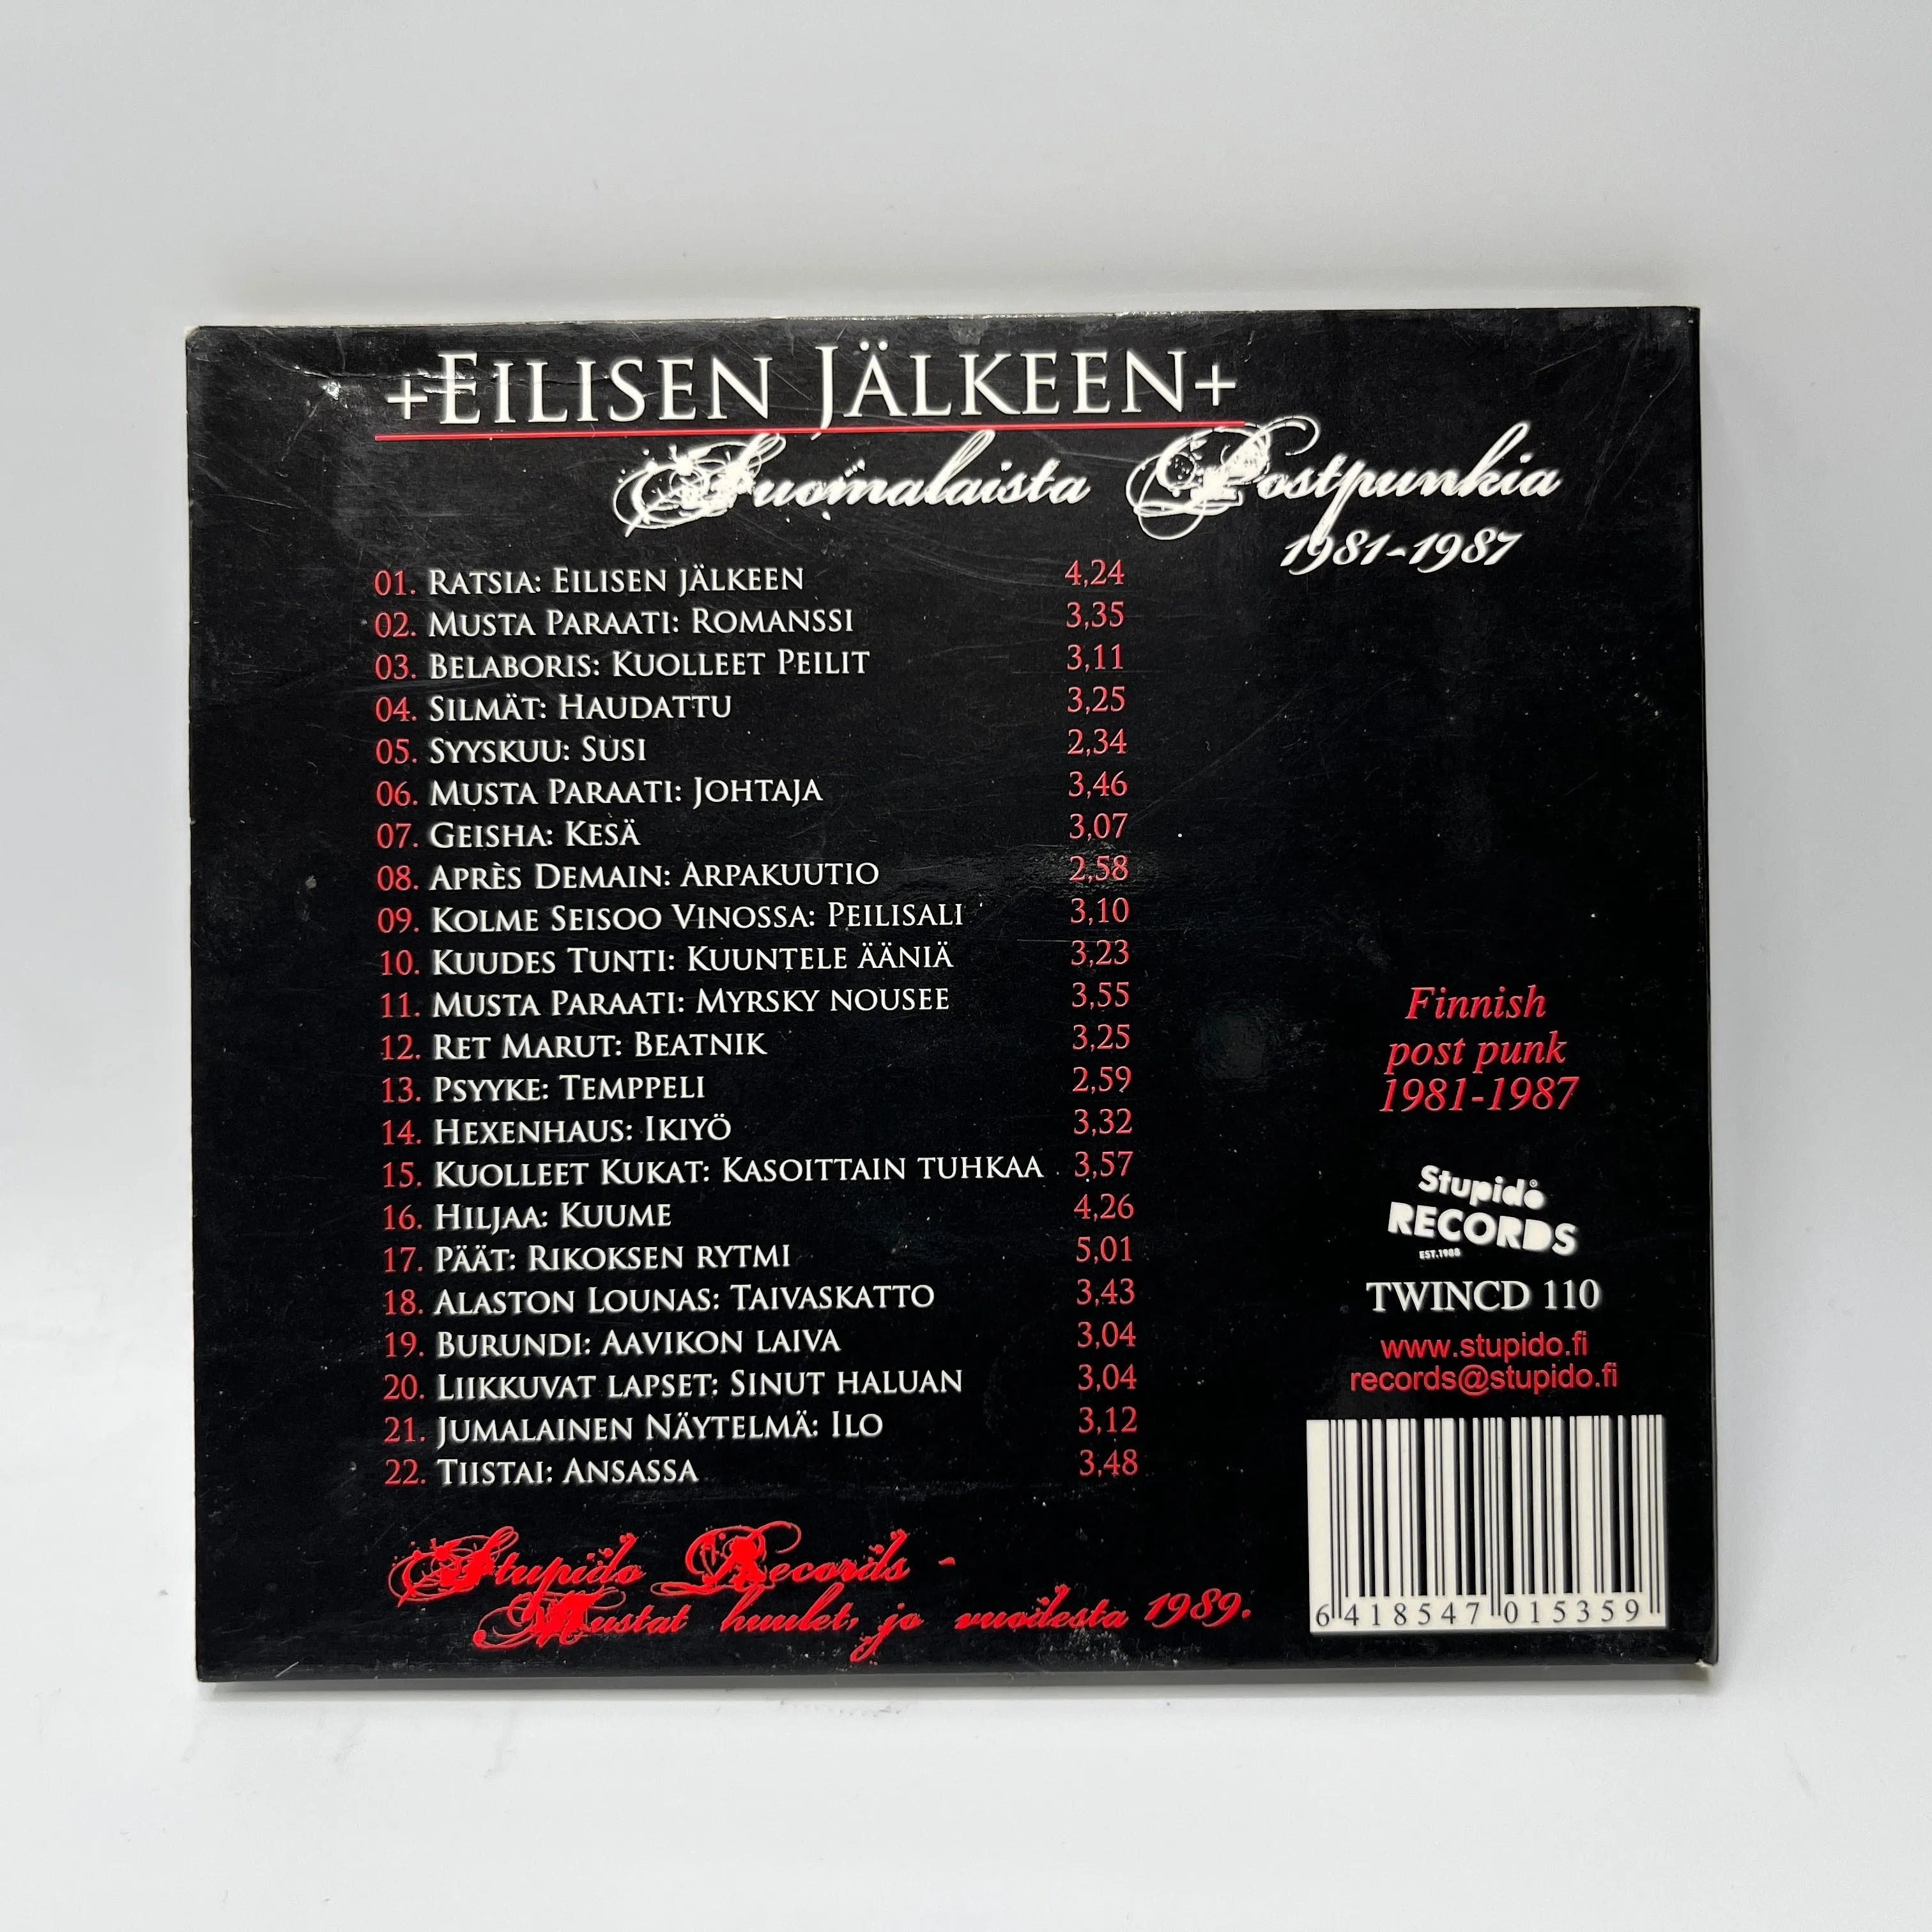 +EILISEN JÄLKEEN+
Suomalaista Postpunkia
1981-1987
01. RATSIA: EILISEN JÄLKEEN 4,24
02. MUSTA PARAATI: ROMANSSI 3,35
03. BELABORIS: KUOLLEET PEILIT 3,11
04. SILMÄT: HAUDATTU 3,25
05. SYYSKUU: SUSI 2,34
06. MUSTA PARAATI: JOHTAJA 3,46
07. GEISHA: KESÄ 3,07
08. APRÈS DEMAIN: ARPAKUUTIO 2,58
09. KOLME SEISOO VINOSSA: PEILISALI 3,10
10. KUUDES TUNTI: KUUNTELE ÄÄNIÄ 3,23
11. MUSTA PARAATI: MYRSKY NOUSEE 3,55
12. RET MARUT: BEATNIK 3,25
13. PSYYKE: TEMPPELI 2,59
14. HEXENHAUS: IKIYÖ 3,32
15. KUOLLEET KUKAT: KASOITTAIN TUHKAA 3,57
16. HILJAA: KUUME 4,26
17. PÄÄT: RIKOKSEN RYTMI 5,01
18. ALASTON LOUNAS: TAIVASKATTO 3,43
19. BURUNDI: AAVIKON LAIVA 3,04
20. LIIKKUVAT LAPSET: SINUT HALUAN 3,04
21. JUMALAINEN NÄYTELMÄ: ILO 3,12
22. TIISTAI: ANSASSA 3,48
Stupido Records -
Mustat huulet, jo vuodesta 1989.
Finnish
post punk
1981-1987
Stupido®
RECORDS
EST.1988
TWINCD 110
www.stupido.fi
records@stupido.fi
6 418547 015359